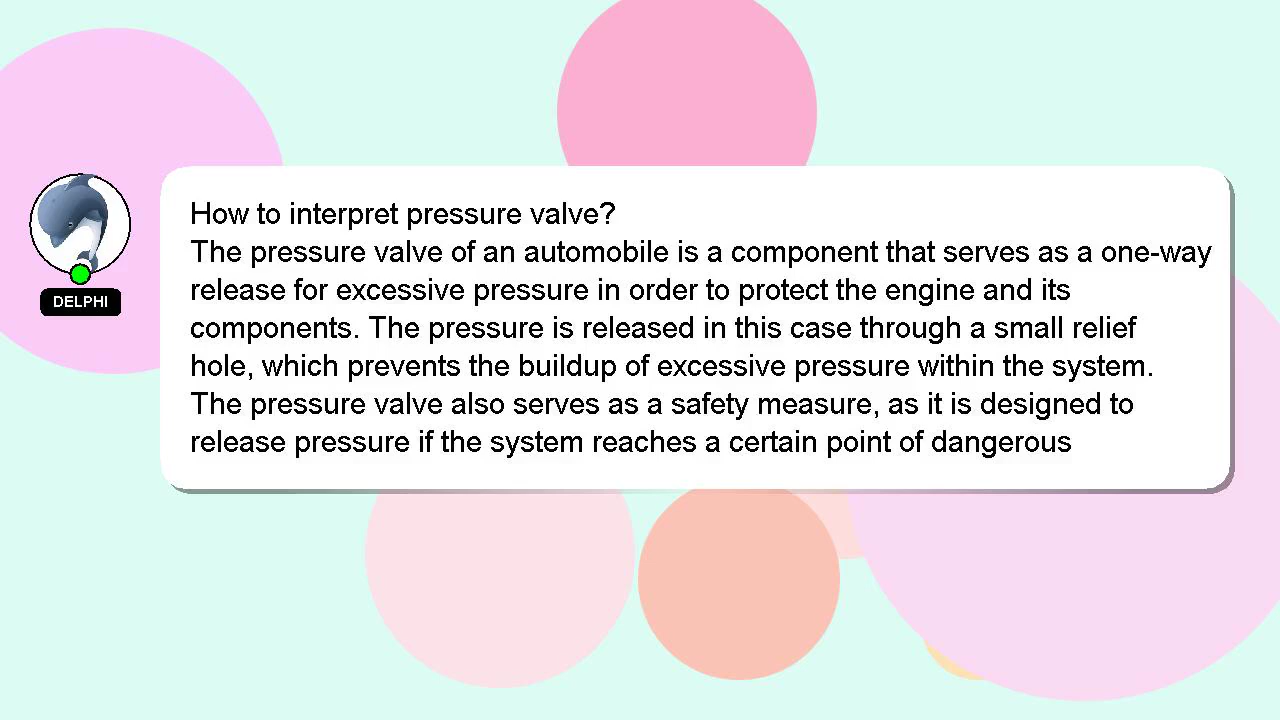 How to interpret pressure valve?
The pressure valve of an automobile is a component that serves as a one-way
release for excessive pressure in order to protect the engine and its
components. The pressure is released in this case through a small relief
hole, which prevents the buildup of excessive pressure within the system.
The pressure valve also serves as a safety measure, as it is designed to
release pressure if the system reaches a certain point of dangerous
DELPHI